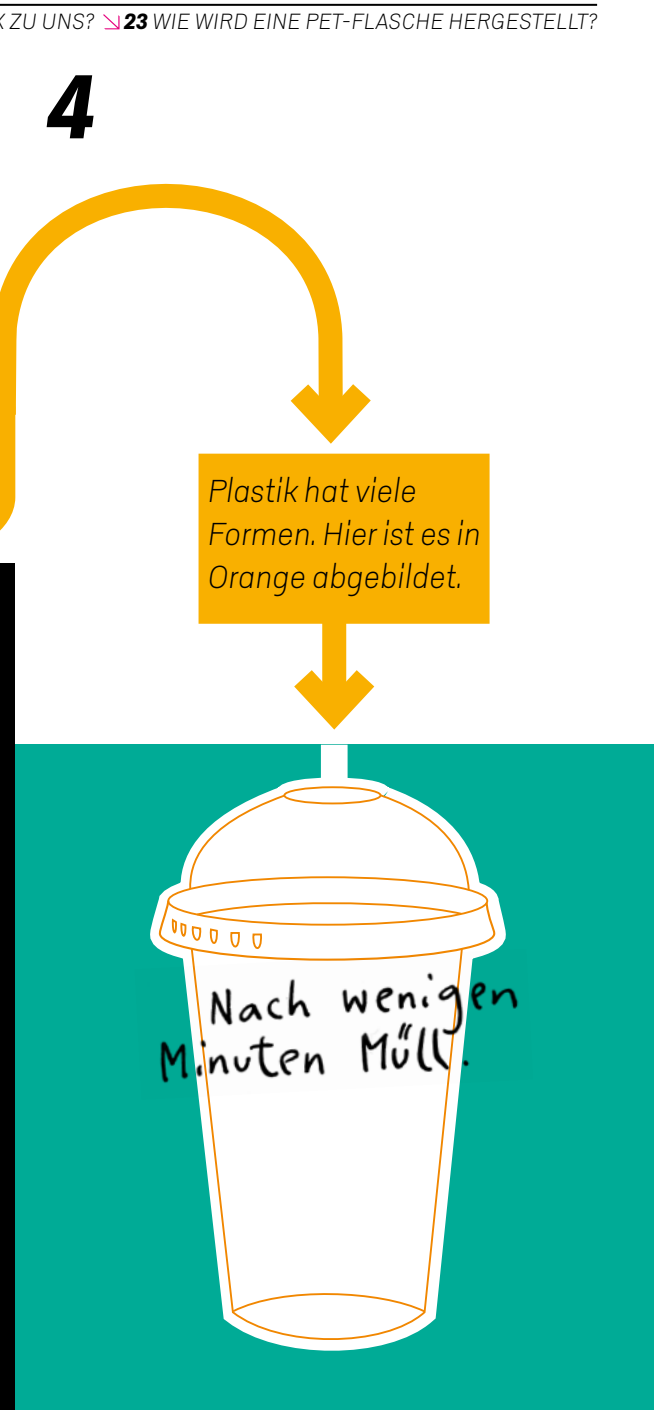 K ZU UNS? ↘23 WIE WIRD EINE PET-FLASCHE HERGESTELLT?
4
Plastik hat viele
Formen. Hier ist es in
Orange abgebildet.
Nach wenigen
Minuten Müll.